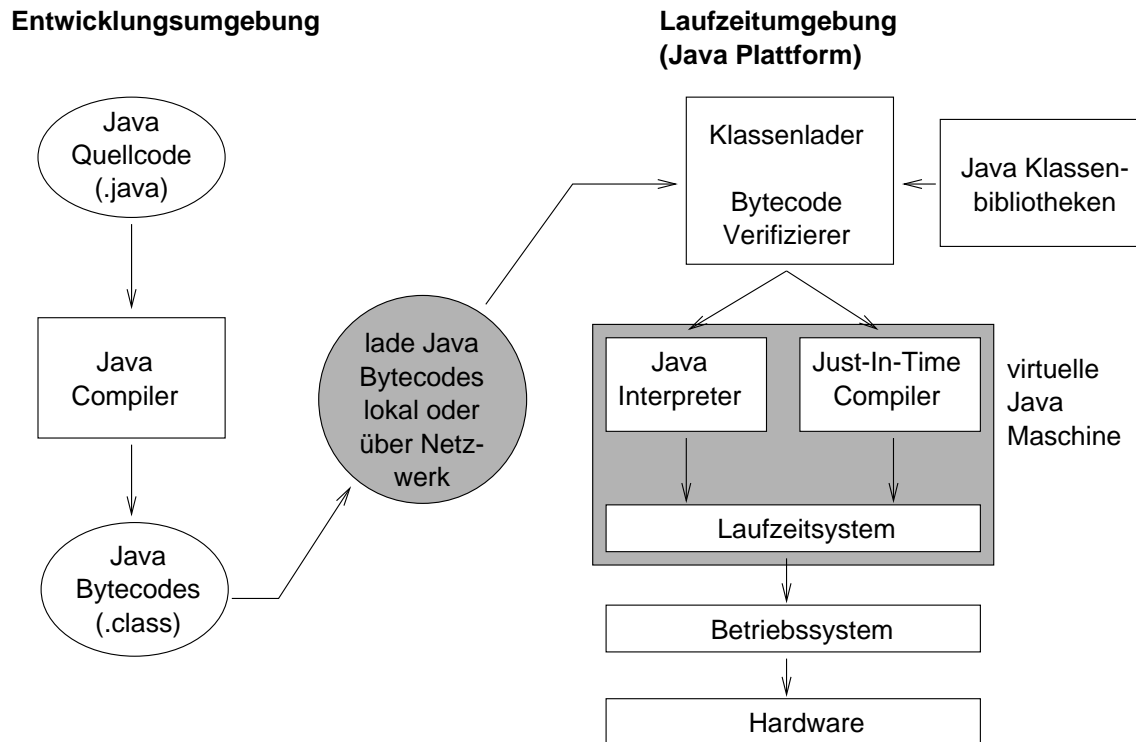 Entwicklungsumgebung
Laufzeitumgebung
(Java Plattform)
Java
Quellcode
(.java)
Java
Compiler
Java
Bytecodes
(.class)
lade Java
Bytecodes
lokal oder
über Netz-
werk
Klassenlader
Bytecode
Verifizierer
Java Klassen-
bibliotheken
Java
Interpreter
Just-In-Time
Compiler
virtuelle
Java
Maschine
Laufzeitsystem
Betriebssystem
Hardware